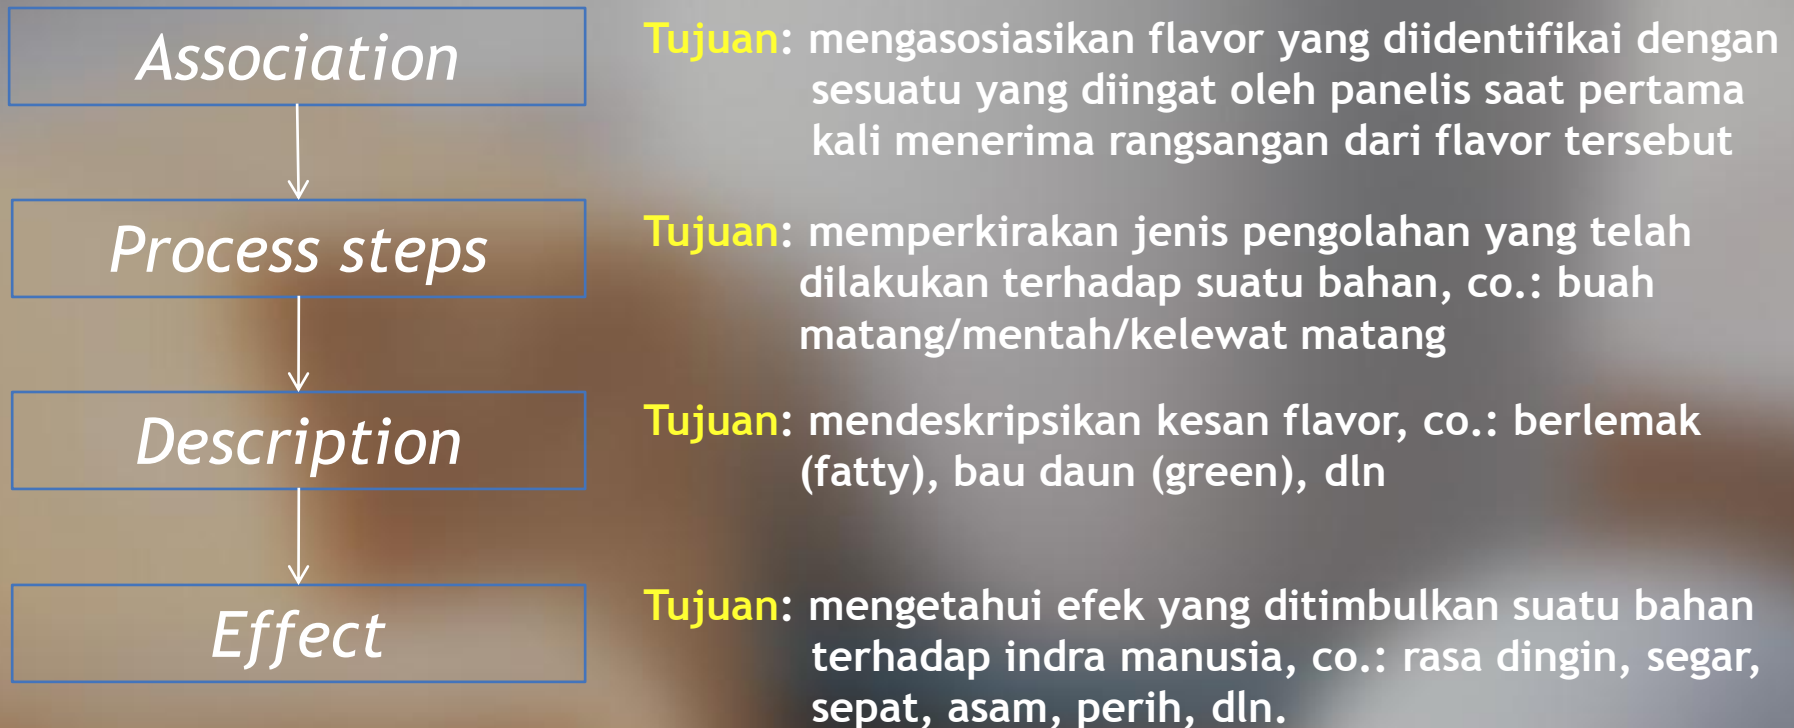 Association
Tujuan: mengasosiasikan flavor yang diidentifikai dengan
sesuatu yang diingat oleh panelis saat pertama
kali menerima rangsangan dari flavor tersebut
Process steps
Tujuan: memperkirakan jenis pengolahan yang telah
dilakukan terhadap suatu bahan, co.: buah
matang/mentah/kelewat matang
Description
Tujuan: mendeskripsikan kesan flavor, co.: berlemak
(fatty), bau daun (green), dln
Effect
Tujuan: mengetahui efek yang ditimbulkan suatu bahan
terhadap indra manusia, co.: rasa dingin, segar,
sepat, asam, perih, dln.